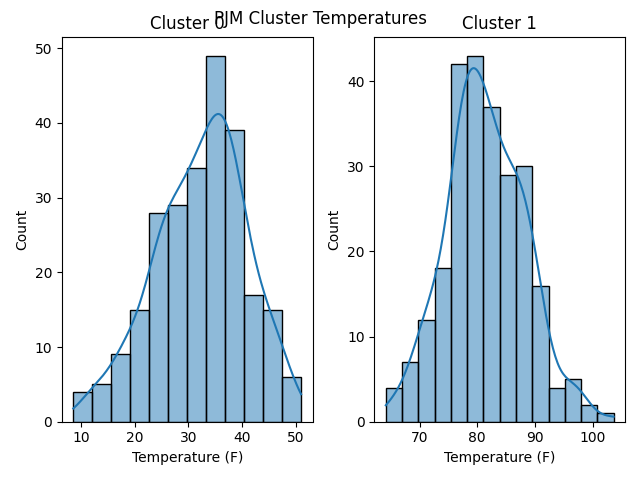 PJM Cluster Temperatures
Cluster 0
Cluster 1
50
40
30
20
10
0
Count
10 20 30 40 50
Temperature (F)
40
30
20
10
0
Count
70 80 90 100
Temperature (F)